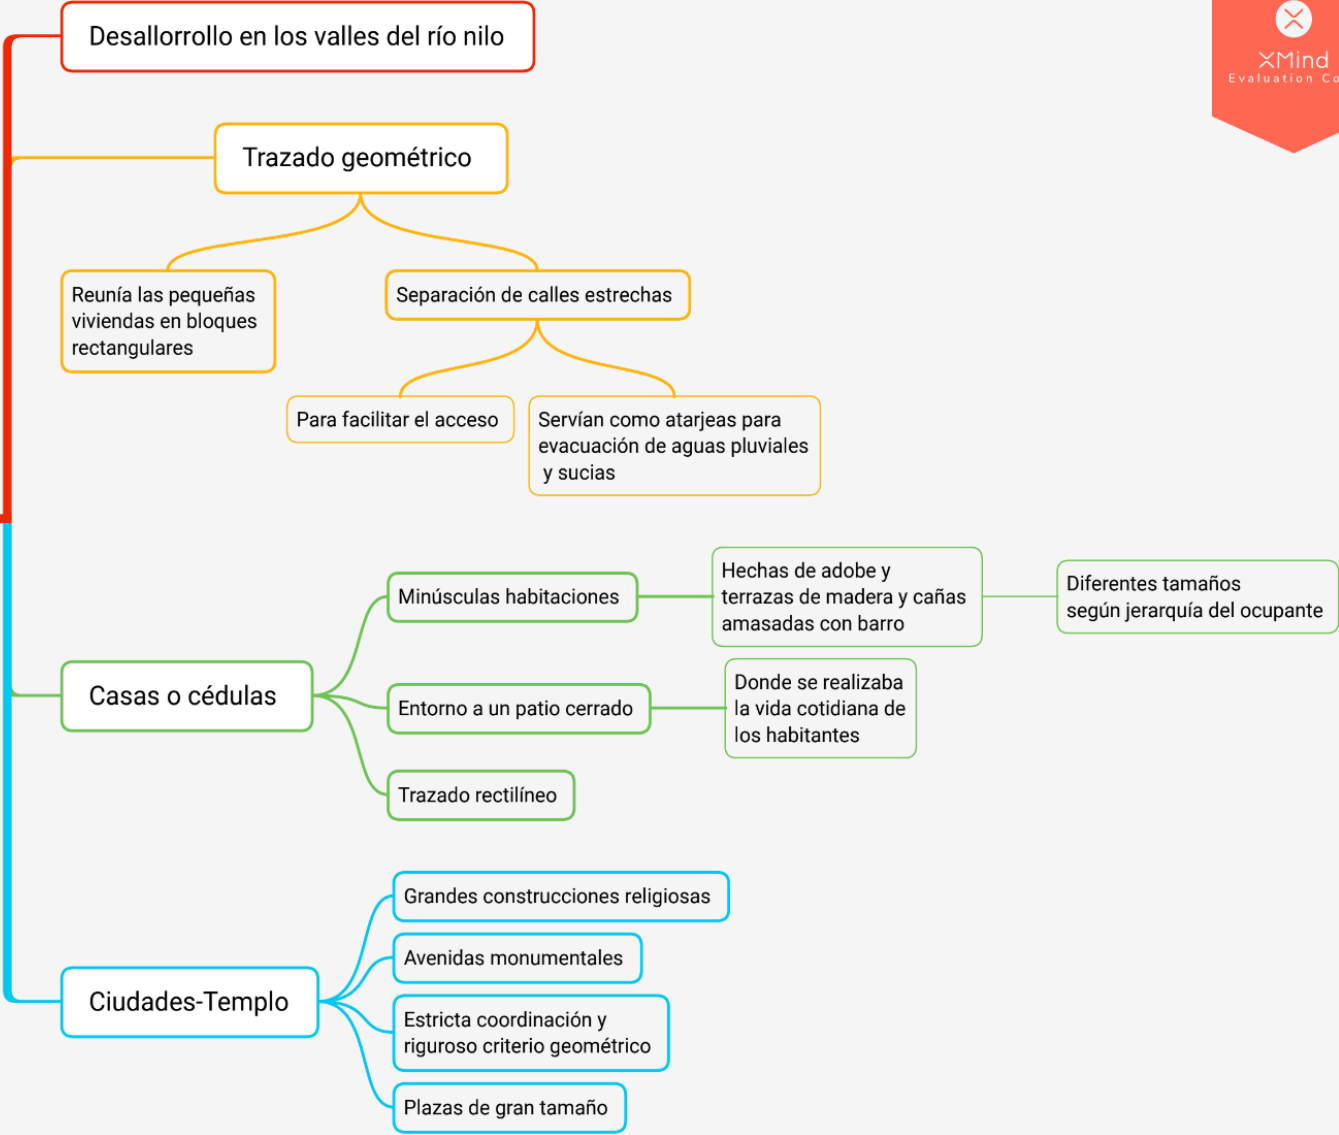 Desallorrollo en los valles del río nilo
XMind
Evaluation Co
Trazado geométrico
Reunía las pequeñas
viviendas en bloques
rectangulares
Separación de calles estrechas
Para facilitar el acceso
Servían como atarjeas para
evacuación de aguas pluviales
y sucias
Casas o cédulas
Minúsculas habitaciones
Hechas de adobe y
terrazas de madera y cañas
amasadas con barro
Diferentes tamaños
según jerarquía del ocupante
Entorno a un patio cerrado
Donde se realizaba
la vida cotidiana de
los habitantes
Trazado rectilíneo
Ciudades-Templo
Grandes construcciones religiosas
Avenidas monumentales
Estricta coordinación y
riguroso criterio geométrico
Plazas de gran tamaño